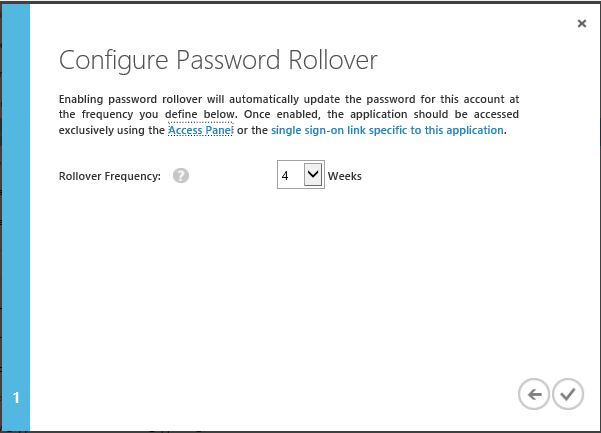 Configure Password Rollover
Enabling password rollover will automatically update the password for this account at
the frequency you define below. Once enabled, the application should be accessed
exclusively using the Access Panel or the single sign-on link specific to this application.
Rollover Frequency: ? 4 Weeks
1